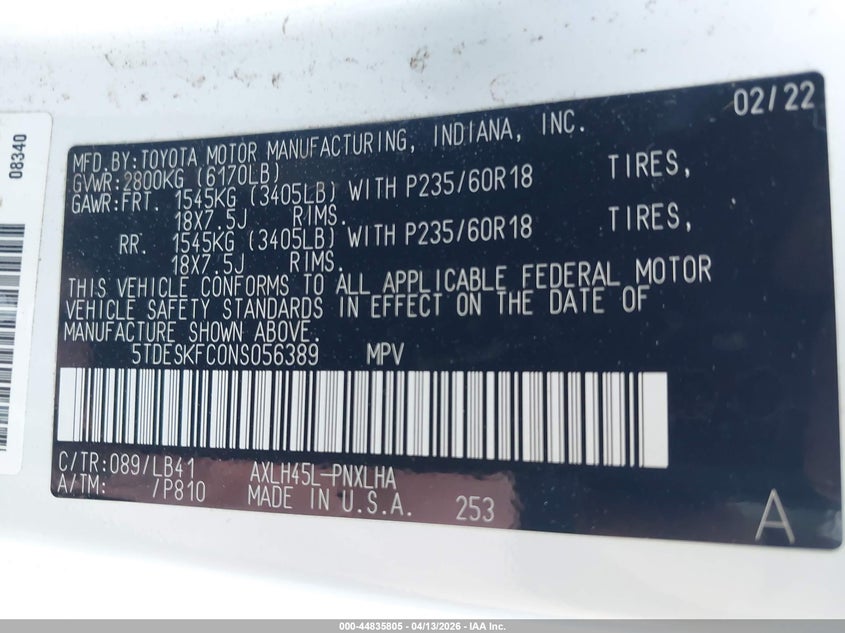 08340
02/22
MFD.BY:TOYOTA MOTOR MANUFACTURING, INDIANA, INC.
GVWR:2800KG (6170LB)
GAWR:FRT. 1545KG (3405LB) WITH P235/60R18 TIRES,
18X7.5J RIMS.
RR. 1545KG (3405LB) WITH P235/60R18 TIRES,
18X7.5J RIMS.
THIS VEHICLE CONFORMS TO ALL APPLICABLE FEDERAL MOTOR
VEHICLE SAFETY STANDARDS IN EFFECT ON THE DATE OF
MANUFACTURE SHOWN ABOVE.
5TDESKFC0NS056389 MPV
C/TR:089/LB41 AXLH45L-PNXLHA
A/TM: /P810 MADE IN U.S.A. 253
A
000-44835805 - 04/13/2026 - IAA Inc.